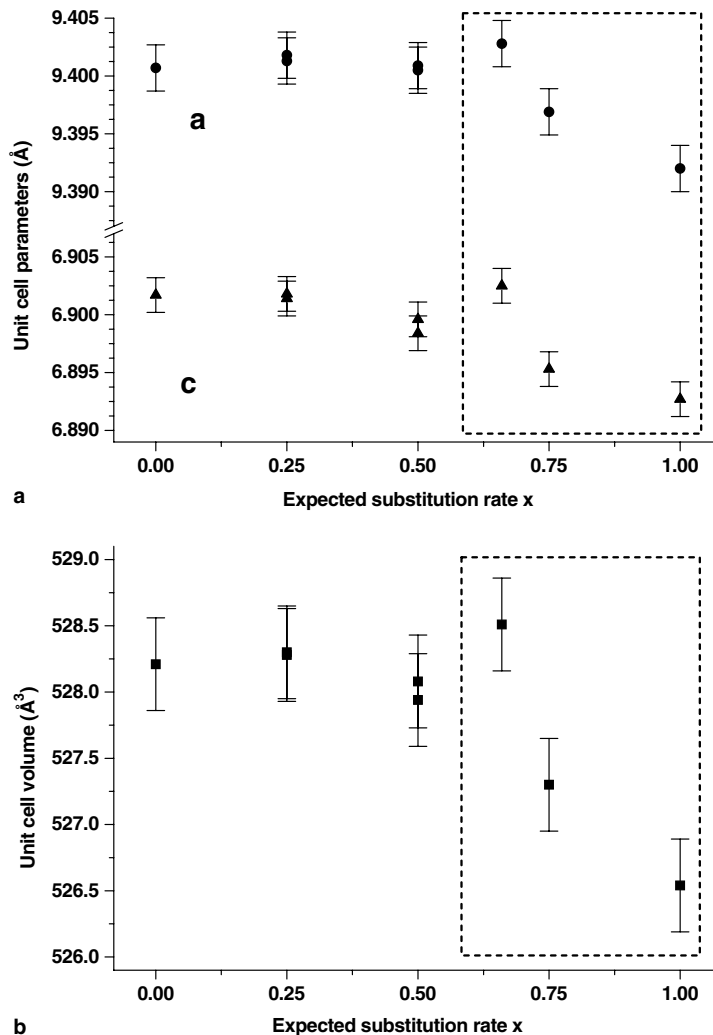 Unit cell parameters (Å)
9.405
9.400
9.395
9.390
6.905
6.900
6.895
6.890
a
c
0.00 0.25 0.50 0.75 1.00
a
Expected substitution rate x
Unit cell volume (Å³)
529.0
528.5
528.0
527.5
527.0
526.5
526.0
0.00 0.25 0.50 0.75 1.00
b
Expected substitution rate x